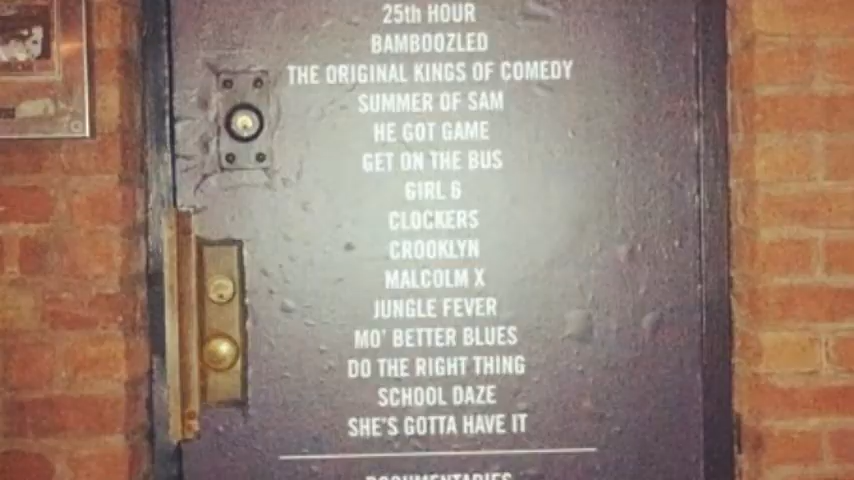 25th HOUR
BAMBOOZLED
THE ORIGINAL KINGS OF COMEDY
SUMMER OF SAM
HE GOT GAME
GET ON THE BUS
GIRL 6
CLOCKERS
CROOKLYN
MALCOLM X
JUNGLE FEVER
MO' BETTER BLUES
DO THE RIGHT THING
SCHOOL DAZE
SHE'S GOTTA HAVE IT
DOCUMENTARIES